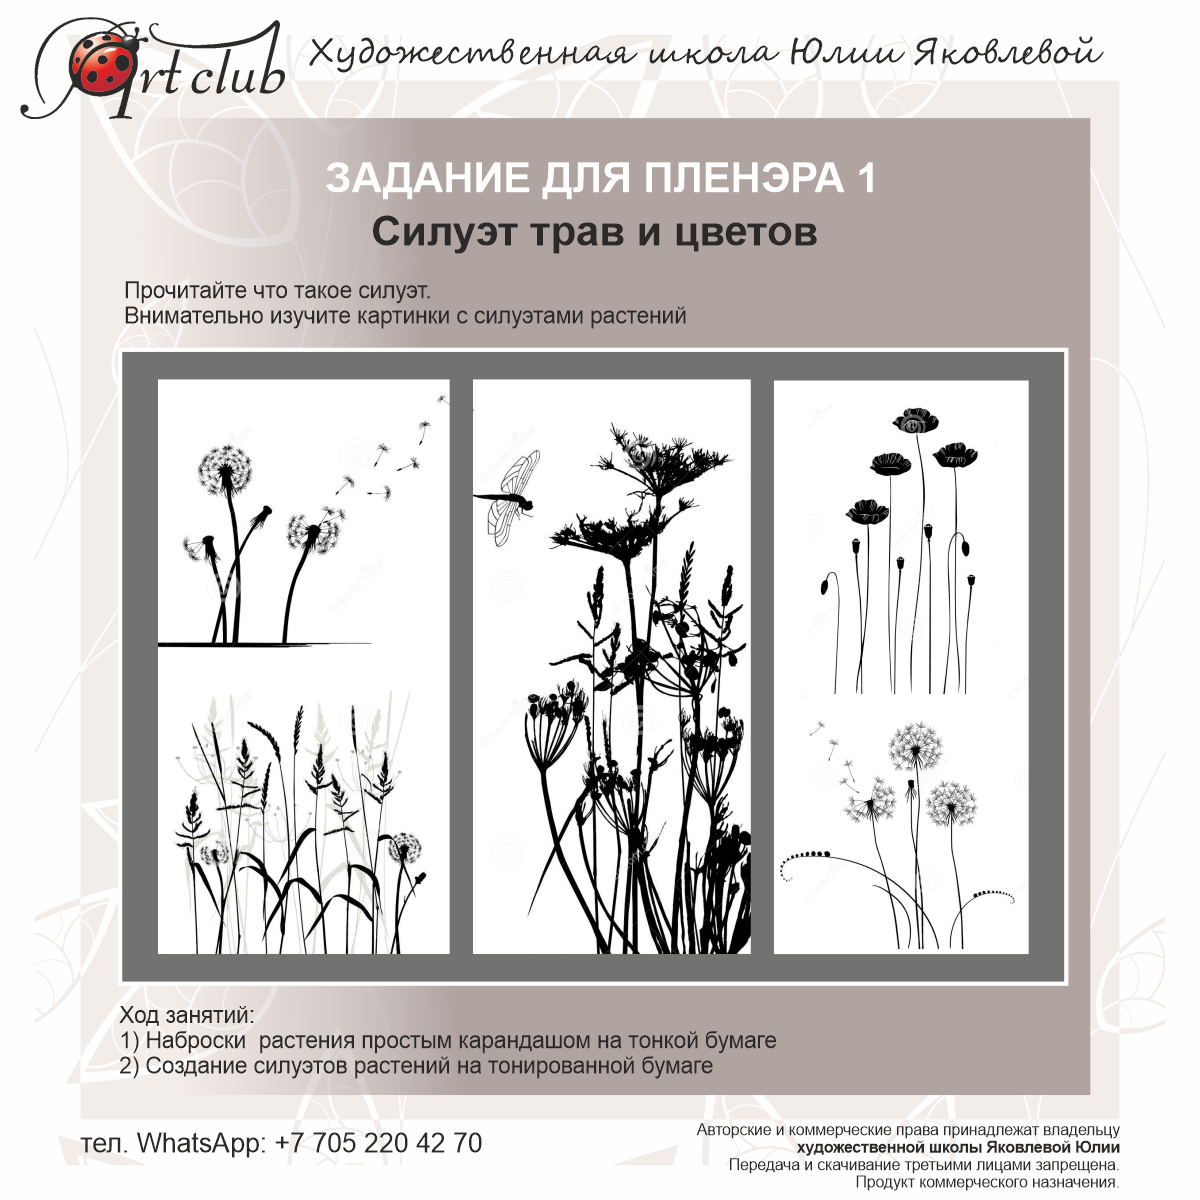 Art club
Художественная школа Юлии Яковлевой
ЗАДАНИЕ ДЛЯ ПЛЕНЭРА 1
Силуэт трав и цветов
Прочитайте что такое силуэт.
Внимательно изучите картинки с силуэтами растений
Ход занятий:
1) Наброски растения простым карандашом на тонкой бумаге
2) Создание силуэтов растений на тонированной бумаге
тел. WhatsApp: +7 705 220 42 70
Авторские и коммерческие права принадлежат владельцу
художественной школы Яковлевой Юлии
Передача и скачивание третьими лицами запрещена.
Продукт коммерческого назначения.